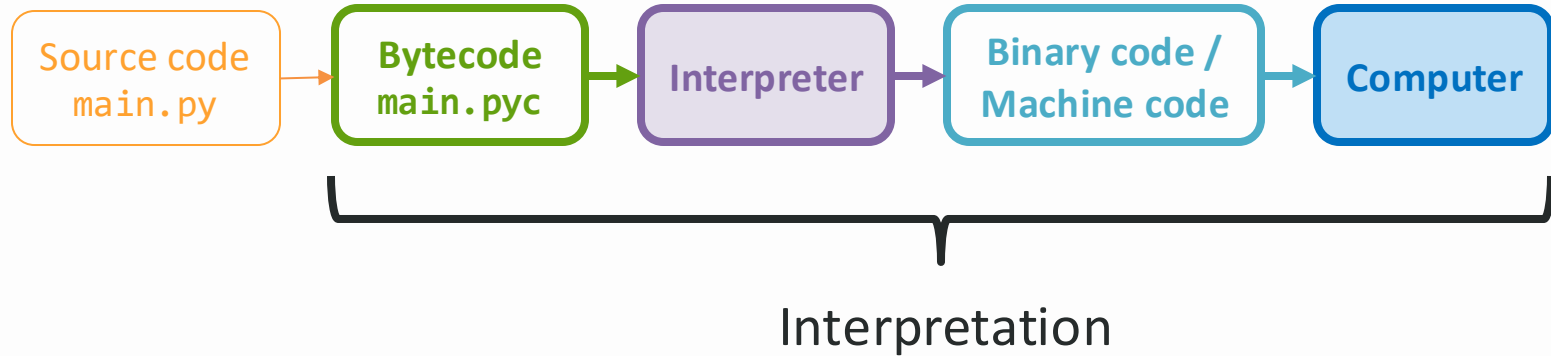 Source code
main.py
Bytecode
main.pyc
Interpreter
Binary code /
Machine code
Computer
Interpretation